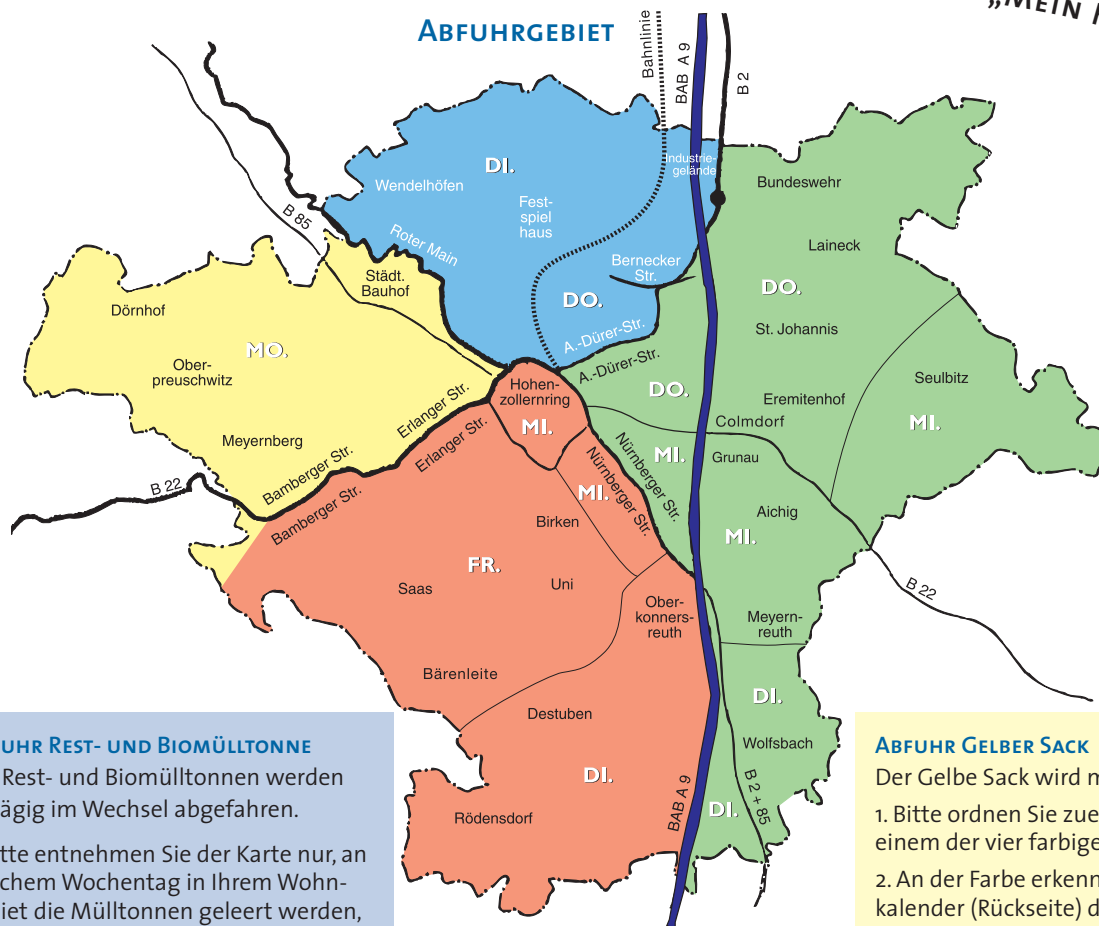 „MEIN
ABFUHRGEBIET
Bahnlinie
BAB A 9
B 2
DI.
Industrie-
gelände
Wendelhöfen
Fest-
spiel
haus
Bundeswehr
B 85
Roter Main
Laineck
Städt.
Bauhof
Bernecker
Str.
DO.
DO.
Dörnhof
MO.
A.-Dürer-Str.
St. Johannis
Ober-
preuschwitz
A.-Dürer-Str.
Hohen-
zollernring
DO.
Seulbitz
Eremitenhof
Erlanger Str.
MI.
Colmdorf
MI.
Meyernberg
Erlanger Str.
Nürnberger Str.
MI.
Grunau
Bamberger Str.
Nürnberger Str.
MI.
B 22
Bamberger Str.
Birken
Aichig
MI.
FR.
Saas
Uni
B 22
Ober-
konners-
reuth
Meyern-
reuth
Bärenleite
DI.
Destuben
Wolfsbach
DI.
BAB A 9
B 2 + 85
DI.
Rödensdorf
UHR REST- UND BIOMÜLLTONNE
Rest- und Biomülltonnen werden
ägig im Wechsel abgefahren.
tte entnehmen Sie der Karte nur, an
chem Wochentag in Ihrem Wohn-
iet die Mülltonnen geleert werden,
ABFUHR GELBER SACK
Der Gelbe Sack wird m
1. Bitte ordnen Sie zue
einem der vier farbige
2. An der Farbe erkenn
kalender (Rückseite) d